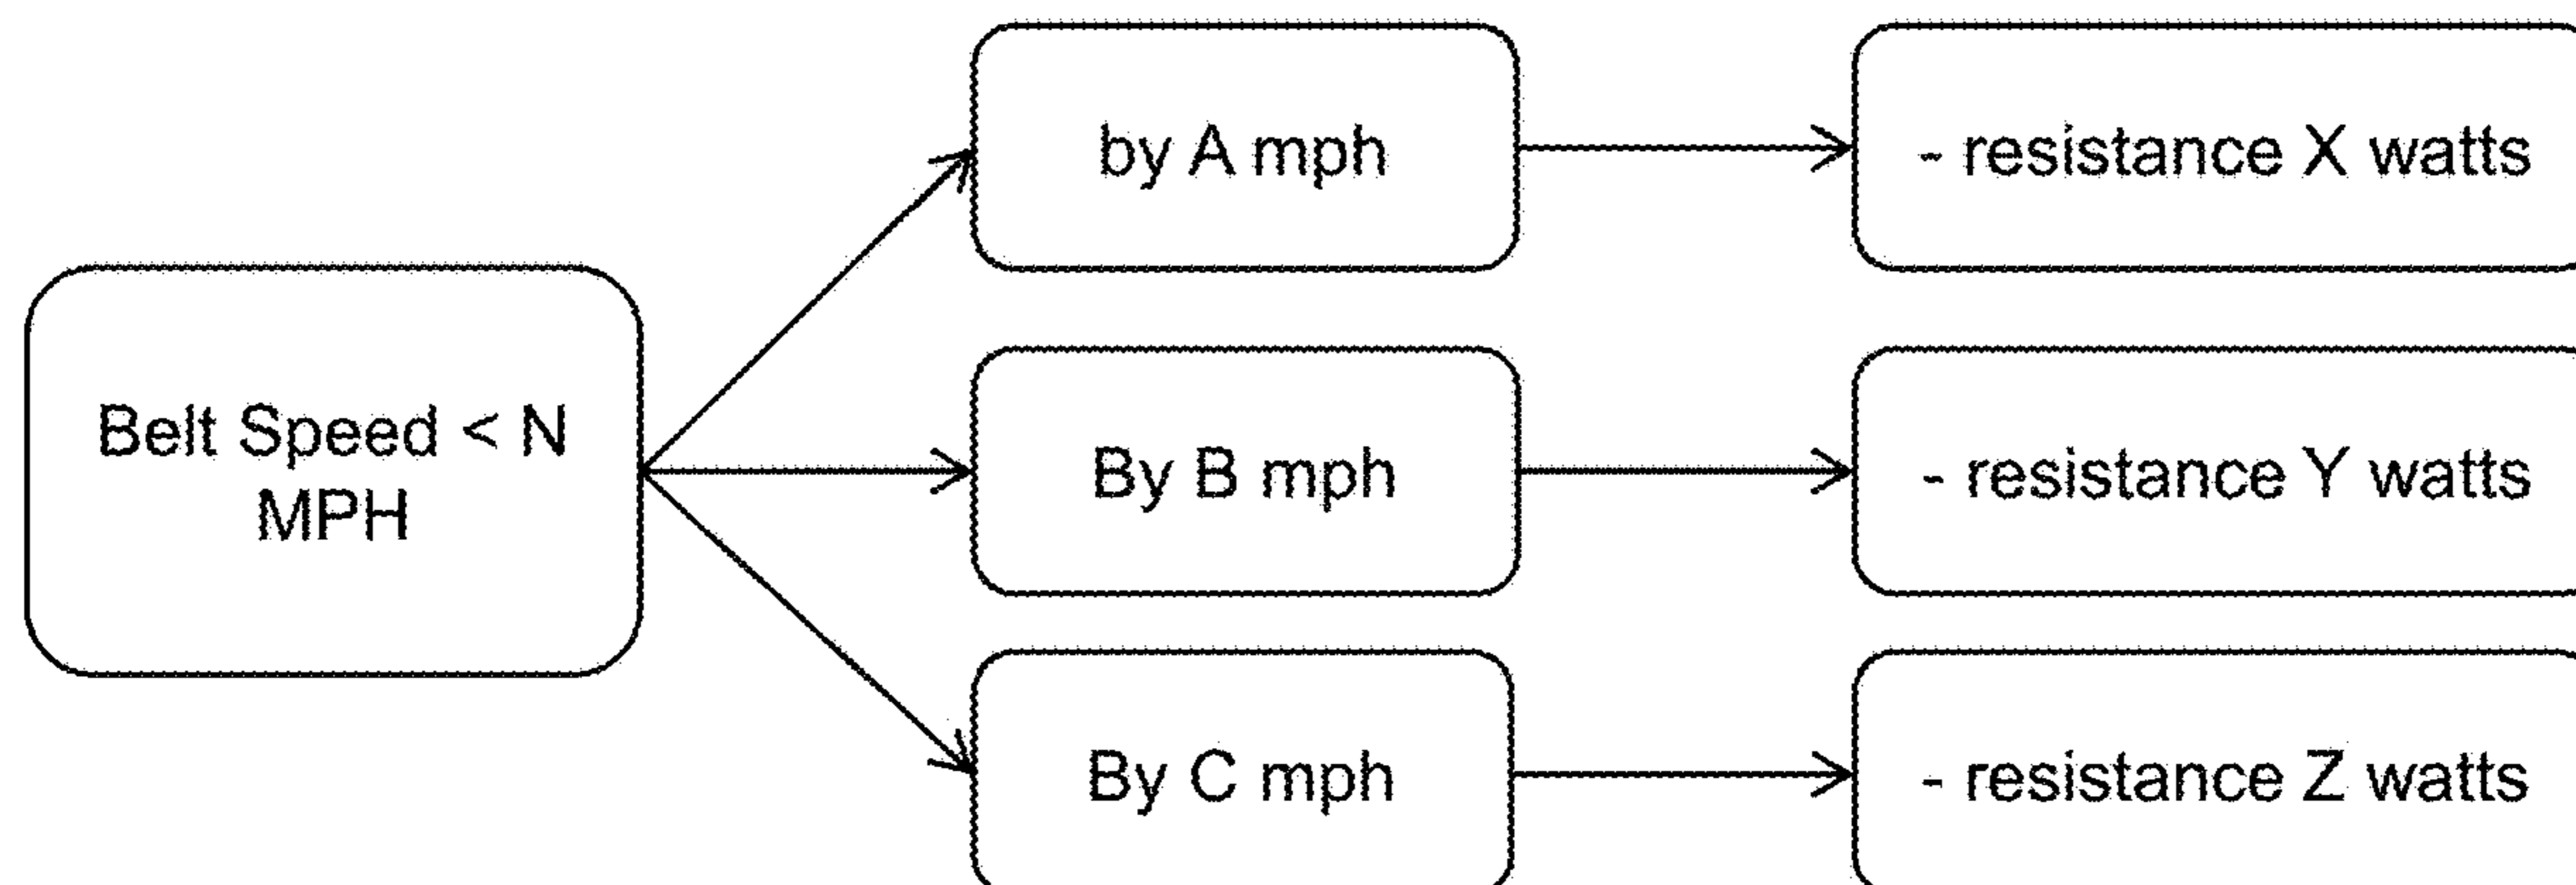 by A mph
- resistance X watts
Belt Speed < N
MPH
By B mph
- resistance Y watts
By C mph
- resistance Z watts